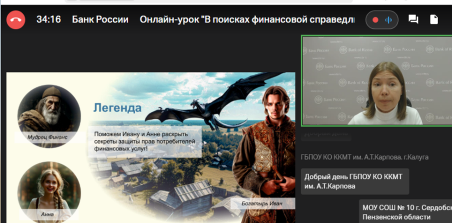 34:16 Банк России Онлайн-урок "В поисках финансовой справедли
Легенда
Поможем Ивану и Анне раскрыть
секреты защиты прав потребителей
финансовых услуг!
Мудрец Финанс
Анна
Богатырь Иван
ГБПОУ КО ККМТ им. А.Т.Карпова. г.Калуга
Добрый день ГБПОУ КО ККМТ
им. А.Т.Карпова
МОУ СОШ № 10 г. Сердобск
Пензенской области